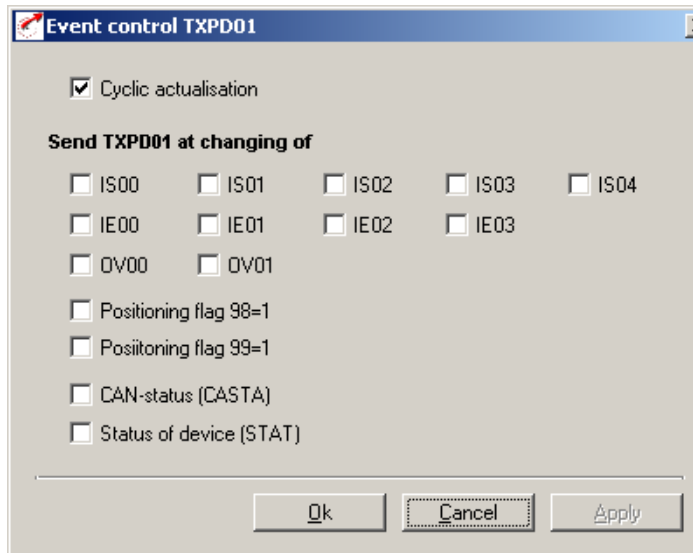 Event control TXPD01
Cyclic actualisation
Send TXPD01 at changing of
IS00 IS01 IS02 IS03 IS04
IE00 IE01 IE02 IE03
OV00 OV01
Positioning flag 98=1
Posiitoning flag 99=1
CAN-status (CASTA)
Status of device (STAT)
Ok Cancel Apply